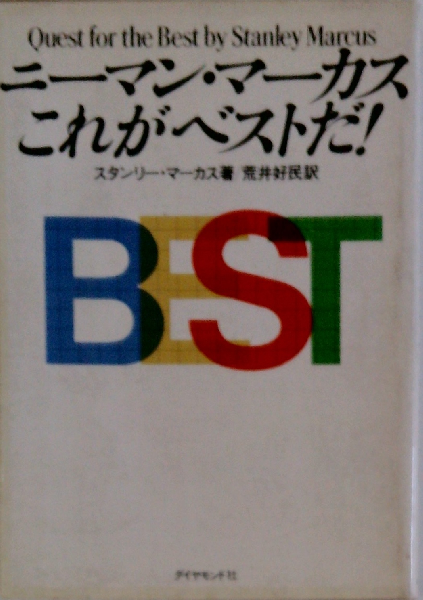 Quest for the Best by Stanley Marcus
ニーマン・マーカス
これがベストだ!
スタンリー・マーカス著 荒井好民訳
BEST
ダイヤモンド社